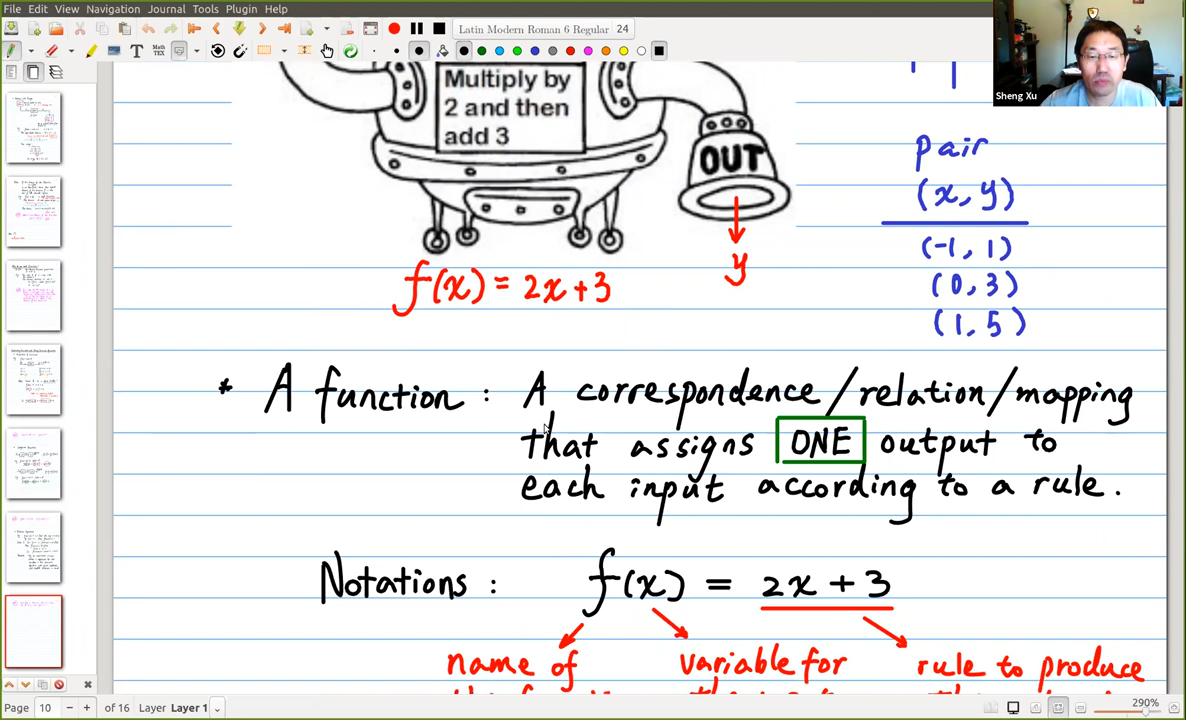 File Edit View Journal Tools Plugin Help
Latin Modern Roman 6 Regular 24
Sheng Xu
Multiply by
2 and then
add 3
OUT
y
f(x) = 2x+3
pair
(x, y)
(-1, 1)
(0, 3)
(1, 5)
* A function : A correspondence/relation/mapping
that assigns ONE output to
each input according to a rule.
Notations : f(x) = 2x + 3
name of variable for rule to produce
Page 10 of 16 Layer Layer 1 290%